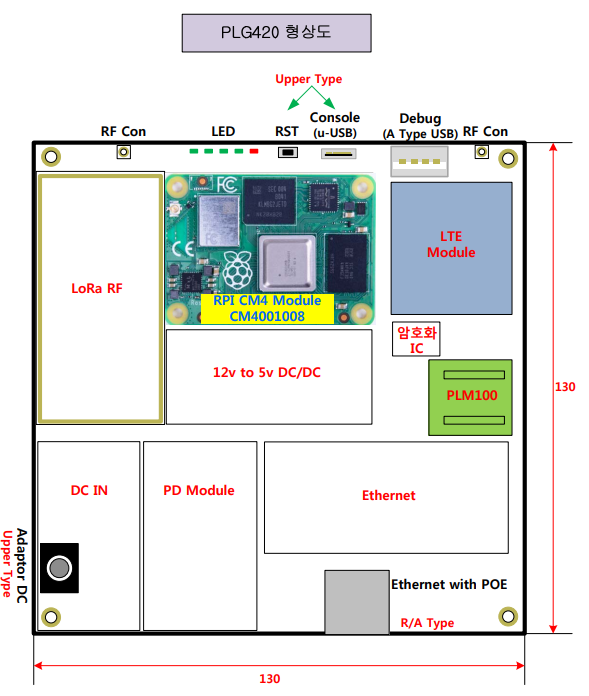 PLG420 형상도
Upper Type
RF Con
LED
RST
Console
(u-USB)
Debug
(A Type USB)
RF Con
FC
CE
LoRa RF
RPI CM4 Module
CM4001008
LTE
Module
암호화
IC
12v to 5v DC/DC
PLM100
130
DC IN
PD Module
Ethernet
Adaptor DC
Upper Type
Ethernet with POE
R/A Type
130